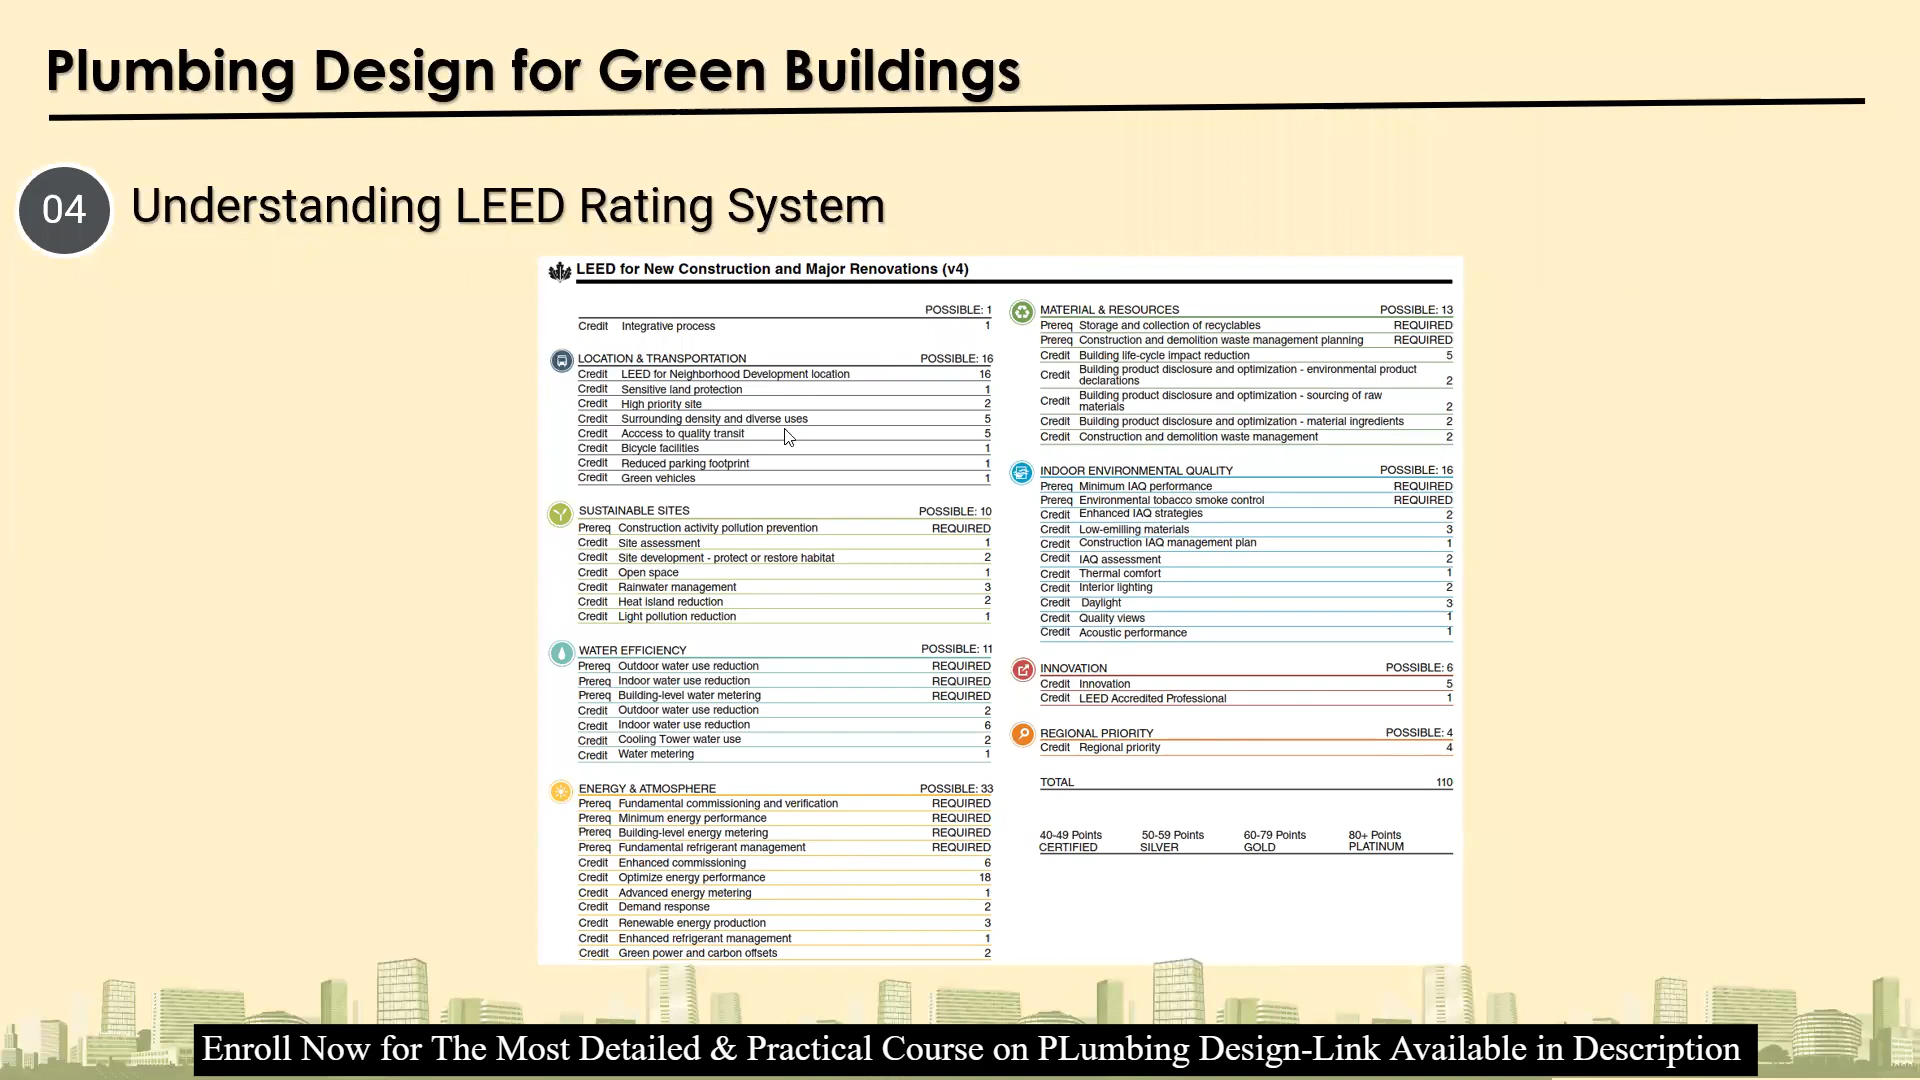 Plumbing Design for Green Buildings
04 Understanding LEED Rating System
LEED for New Construction and Major Renovations (v4)
POSSIBLE: 1
Credit Integrative process 1
LOCATION & TRANSPORTATION POSSIBLE: 16
Credit LEED for Neighborhood Development location 16
Credit Sensitive land protection 1
Credit High priority site 2
Credit Surrounding density and diverse uses 5
Credit Acccess to quality transit 5
Credit Bicycle facilities 1
Credit Reduced parking footprint 1
Credit Green vehicles 1
SUSTAINABLE SITES POSSIBLE: 10
Prereq Construction activity pollution prevention REQUIRED
Credit Site assessment 1
Credit Site development - protect or restore habitat 2
Credit Open space 1
Credit Rainwater management 3
Credit Heat island reduction 2
Credit Light pollution reduction 1
WATER EFFICIENCY POSSIBLE: 11
Prereq Outdoor water use reduction REQUIRED
Prereq Indoor water use reduction REQUIRED
Prereq Building-level water metering REQUIRED
Credit Outdoor water use reduction 2
Credit Indoor water use reduction 6
Credit Cooling Tower water use 2
Credit Water metering 1
ENERGY & ATMOSPHERE POSSIBLE: 33
Prereq Fundamental commissioning and verification REQUIRED
Prereq Minimum energy performance REQUIRED
Prereq Building-level energy metering REQUIRED
Prereq Fundamental refrigerant management REQUIRED
Credit Enhanced commissioning 6
Credit Optimize energy performance 18
Credit Advanced energy metering 1
Credit Demand response 2
Credit Renewable energy production 3
Credit Enhanced refrigerant management 1
Credit Green power and carbon offsets 2
MATERIAL & RESOURCES POSSIBLE: 13
Prereq Storage and collection of recyclables REQUIRED
Prereq Construction and demolition waste management planning REQUIRED
Credit Building life-cycle impact reduction 5
Credit Building product disclosure and optimization - environmental product
declarations 2
Credit Building product disclosure and optimization - sourcing of raw
materials 2
Credit Building product disclosure and optimization - material ingredients 2
Credit Construction and demolition waste management 2
INDOOR ENVIRONMENTAL QUALITY POSSIBLE: 16
Prereq Minimum IAQ performance REQUIRED
Prereq Environmental tobacco smoke control REQUIRED
Credit Enhanced IAQ strategies 2
Credit Low-emilling materials 3
Credit Construction IAQ management plan 1
Credit IAQ assessment 2
Credit Thermal comfort 1
Credit Interior lighting 2
Credit Daylight 3
Credit Quality views 1
Credit Acoustic performance 1
INNOVATION POSSIBLE: 6
Credit Innovation 5
Credit LEED Accredited Professional 1
REGIONAL PRIORITY POSSIBLE: 4
Credit Regional priority 4
TOTAL 110
40-49 Points 50-59 Points 60-79 Points 80+ Points
CERTIFIED SILVER GOLD PLATINUM
Enroll Now for The Most Detailed & Practical Course on PLumbing Design-Link Available in Description